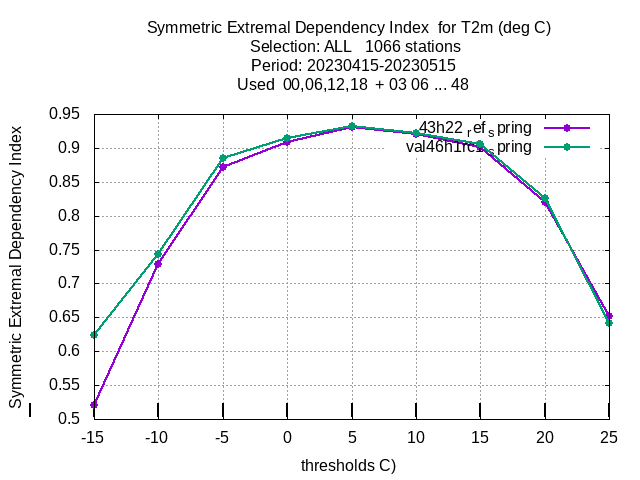 Symmetric Extremal Dependency Index for T2m (deg C)
Selection: ALL 1066 stations
Period: 20230415-20230515
Used 00,06,12,18 + 03 06 ... 48
Symmetric Extremal Dependency Index
0.95
0.9
0.85
0.8
0.75
0.7
0.65
0.6
0.55
0.5
43h22 ref spring
spring
-15 -10 -5 0 5 10 15 20 25
thresholds C)